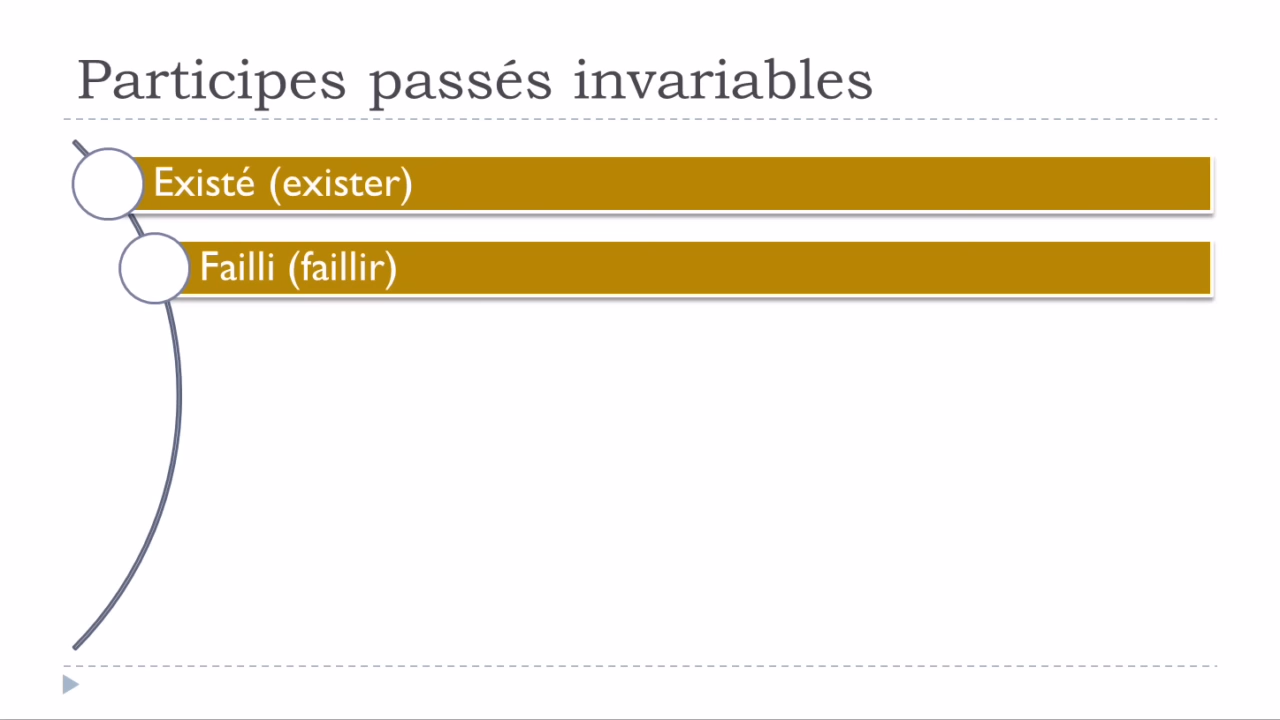 Participes passés invariables
Existé (exister)
Failli (faillir)